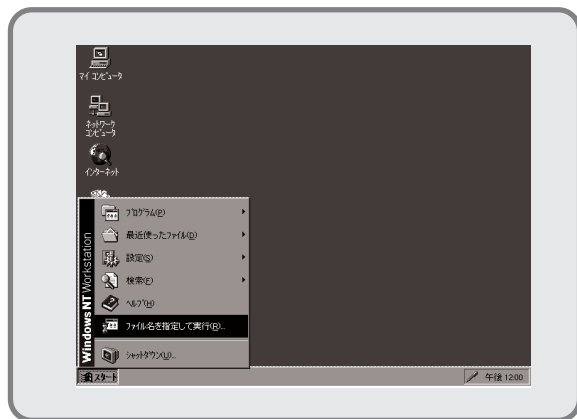 マイ コンピュータ
ネットワーク
コンピュータ
インターネット
Windows NT Workstation
プログラム(P)
最近使ったファイル(D)
設定(S)
検索(F)
ヘルプ(H)
ファイル名を指定して実行(R)...
シャットダウン(U)...
スタート
午後 12:00